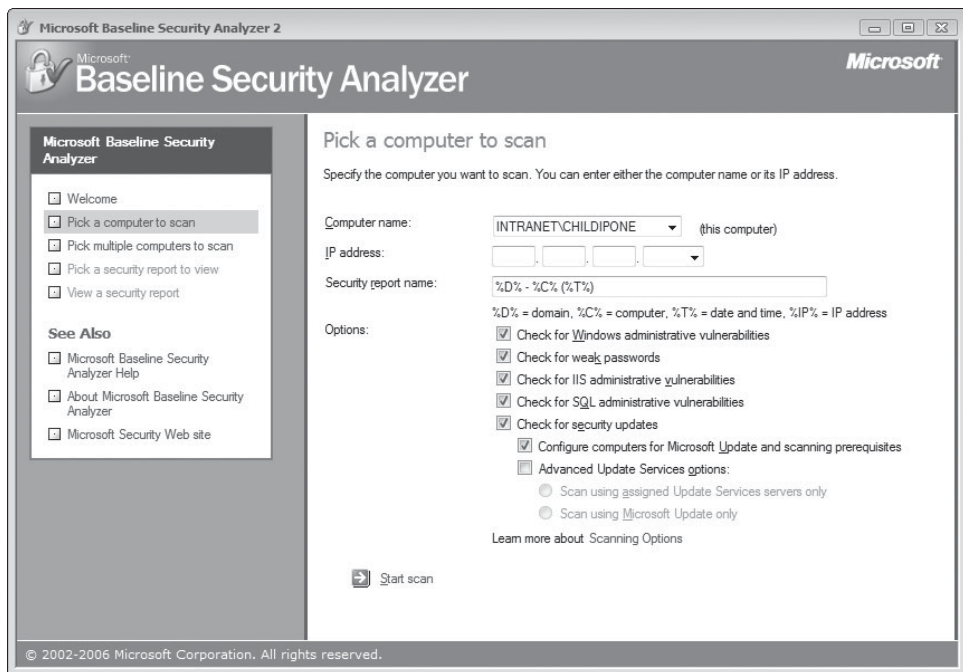 Microsoft Baseline Security Analyzer 2
Microsoft
Baseline Security Analyzer
Microsoft
Microsoft Baseline Security
Analyzer
Welcome
Pick a computer to scan
Pick multiple computers to scan
Pick a security report to view
View a security report
See Also
Microsoft Baseline Security
Analyzer Help
About Microsoft Baseline Security
Analyzer
Microsoft Security Web site
Pick a computer to scan
Specify the computer you want to scan. You can enter either the computer name or its IP address.
Computer name: INTRANET\CHILDIPONE (this computer)
IP address: . . .
Security report name: %D% - %C% (%T%)
%D% = domain, %C% = computer, %T% = date and time, %IP% = IP address
Options: Check for Windows administrative vulnerabilities
Check for weak passwords
Check for IIS administrative vulnerabilities
Check for SQL administrative vulnerabilities
Check for security updates
Configure computers for Microsoft Update and scanning prerequisites
Advanced Update Services options:
Scan using assigned Update Services servers only
Scan using Microsoft Update only
Learn more about Scanning Options
Start scan
© 2002-2006 Microsoft Corporation. All rights reserved.